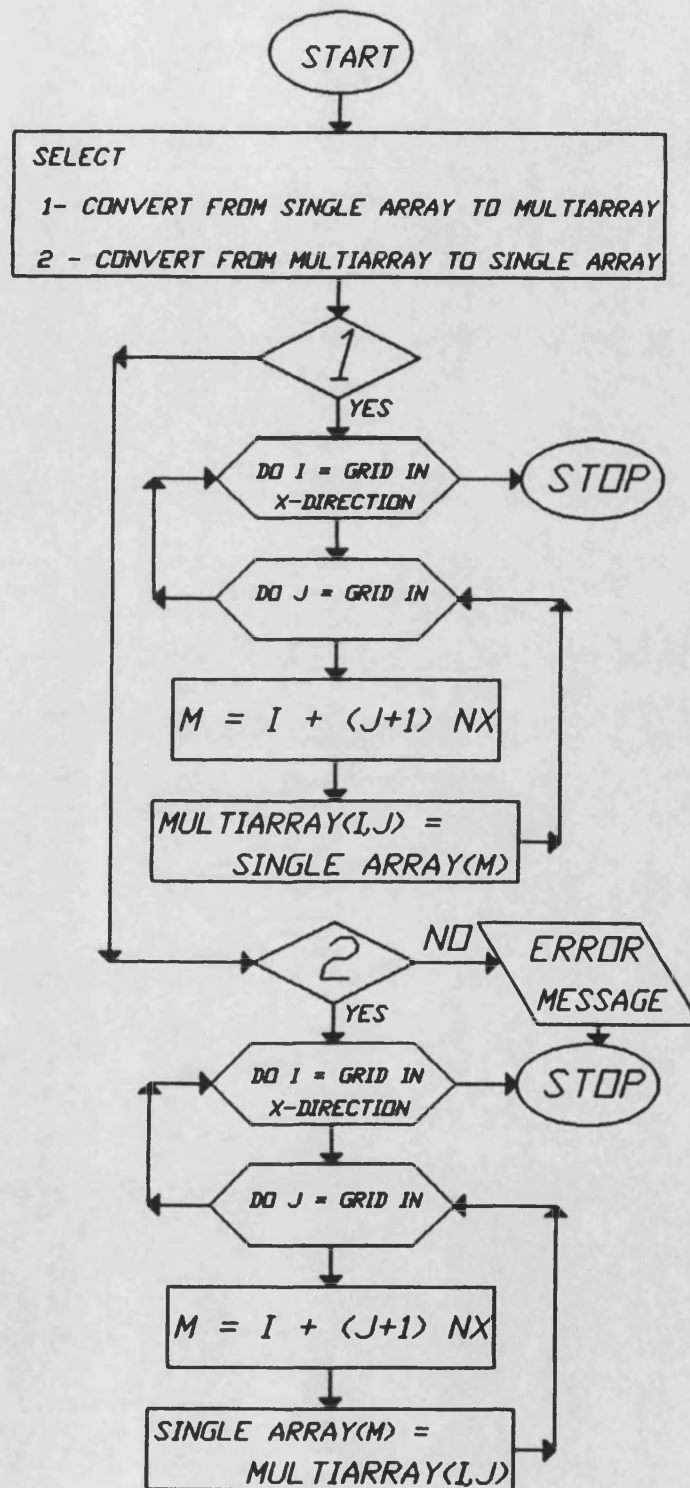 START
SELECT
1- CONVERT FROM SINGLE ARRAY TO MULTIARRAY
2 - CONVERT FROM MULTIARRAY TO SINGLE ARRAY
1
YES
DO I = GRID IN
X-DIRECTION
STOP
DO J = GRID IN
M = I + (J+1) NX
MULTIARRAY(I,J) =
SINGLE ARRAY(M)
2
NO
ERROR
MESSAGE
YES
DO I = GRID IN
X-DIRECTION
STOP
DO J = GRID IN
M = I + (J+1) NX
SINGLE ARRAY(M) =
MULTIARRAY(I,J)